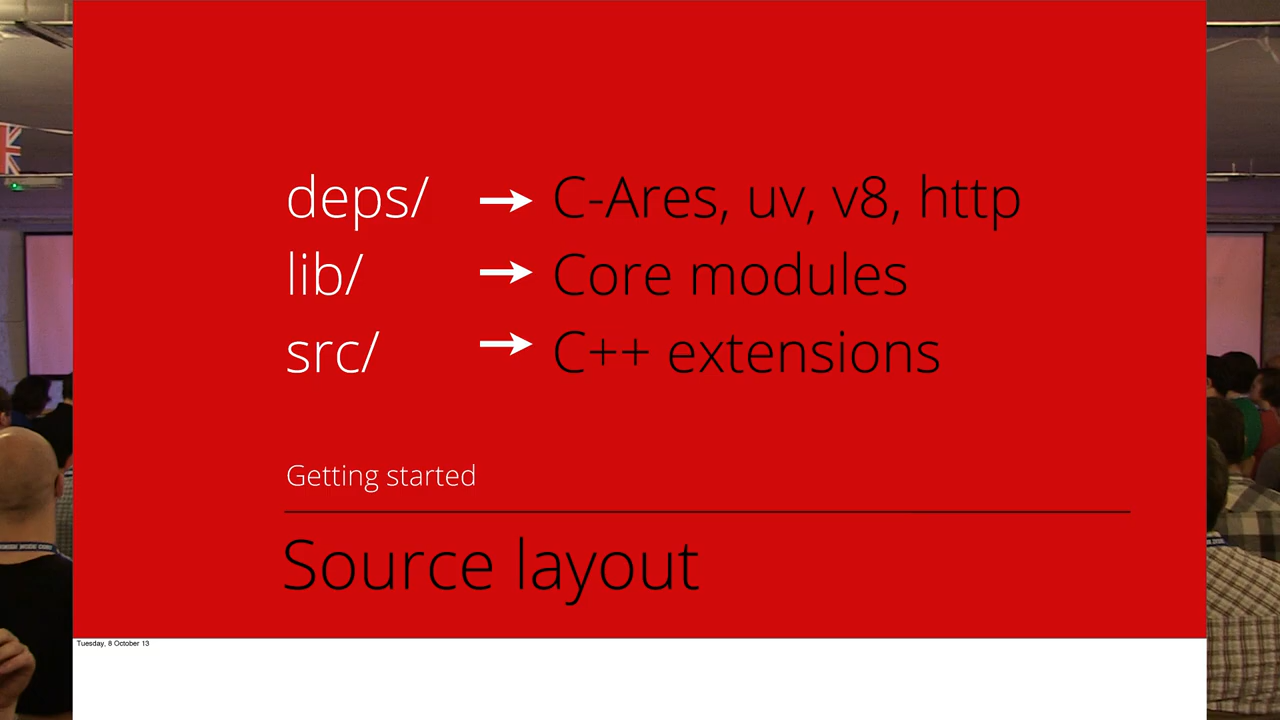 deps/ → C-Ares, uv, v8, http
lib/ → Core modules
src/ → C++ extensions
Getting started
Source layout
Tuesday, 8 October 13